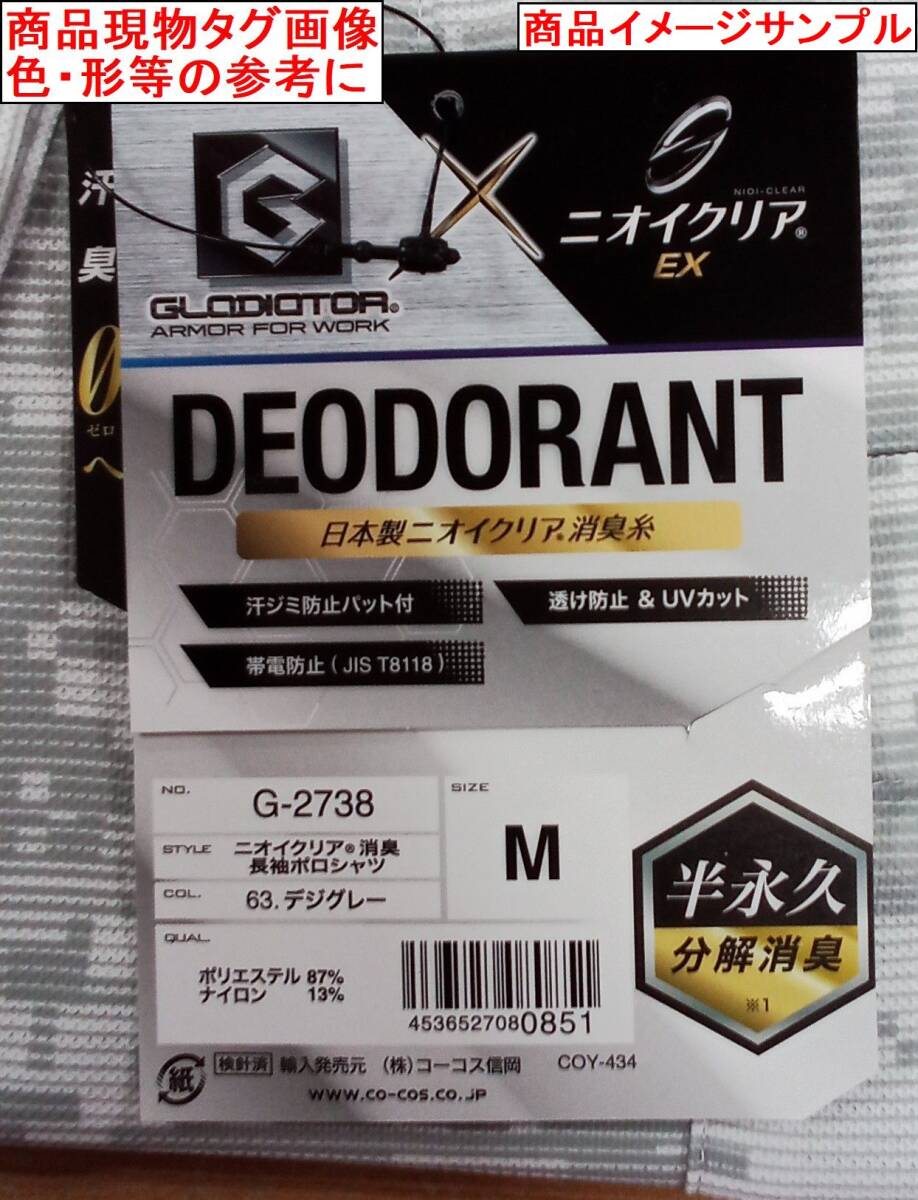 商品現物タグ画像
色・形等の参考に
商品イメージサンプル
汗
臭
0
ゼロ
へ
G
GLADIATOR®
ARMOR FOR WORK
X
NIOI-CLEAR
ニオイクリア®
EX
DEODORANT
日本製ニオイクリア®消臭糸
汗ジミ防止パット付
透け防止 & UVカット
帯電防止 ( JIS T8118 )
NO.
G-2738
SIZE
M
STYLE
ニオイクリア®消臭
長袖ポロシャツ
COL.
63. デジグレー
QUAL.
ポリエステル 87%
ナイロン 13%
4536527080851
半永久
分解消臭
※1
紙
検針済 輸入発売元 (株)コーコス信岡 COY-434
www.co-cos.co.jp